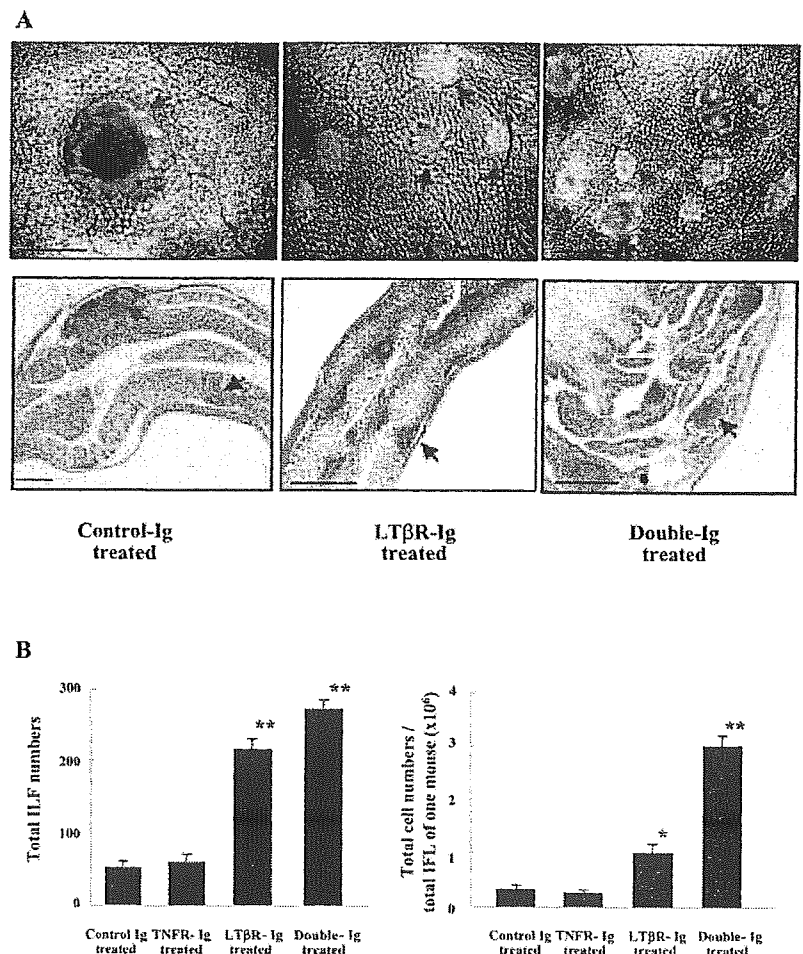 A
Control-Ig treated
LTβR-Ig treated
Double-Ig treated
B
Total ILF numbers
300
200
100
0
Control Ig treated
TNFR- Ig treated
LTβR- Ig treated
Double- Ig treated
**
**
Total cell numbers / total IFL of one mouse (x10⁶)
4
3
2
1
0
Control Ig treated
TNFR- Ig treated
LTβR- Ig treated
Double- Ig treated
*
**